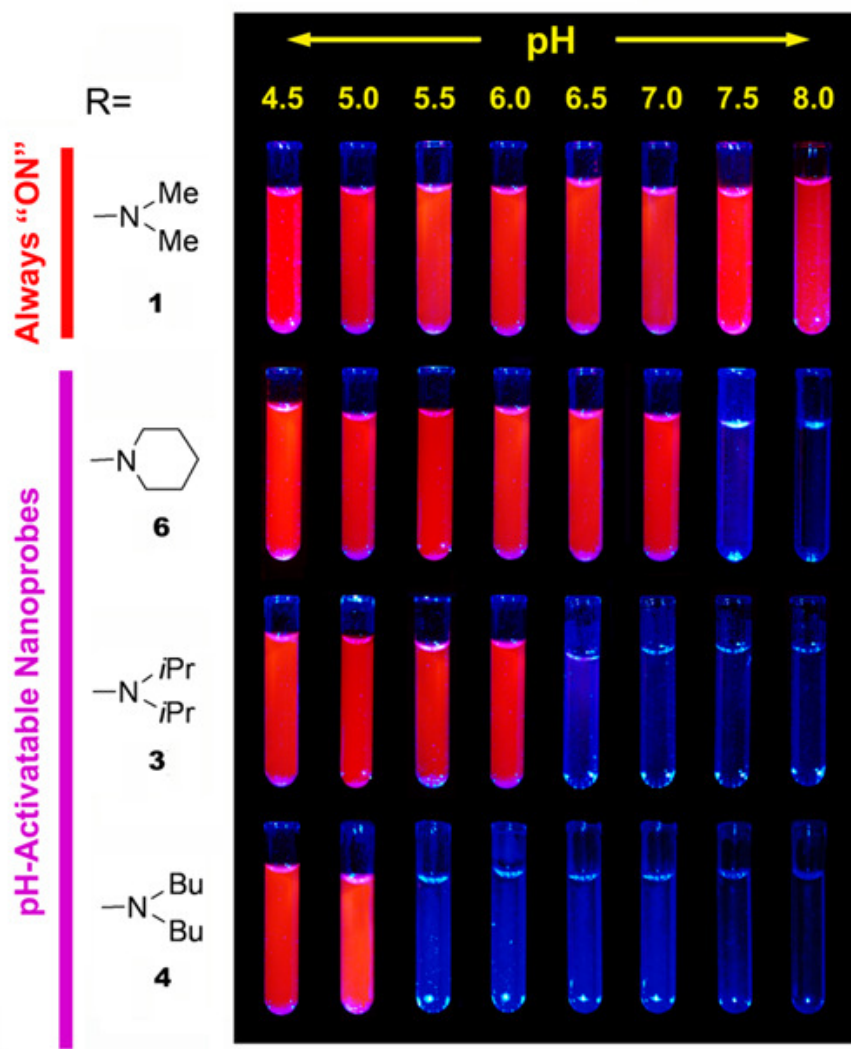 pH
R=
4.5 5.0 5.5 6.0 6.5 7.0 7.5 8.0
Always “ON”
N
Me
Me
1
pH-Activatable Nanoprobes
N
6
N
iPr
iPr
3
N
Bu
Bu
4